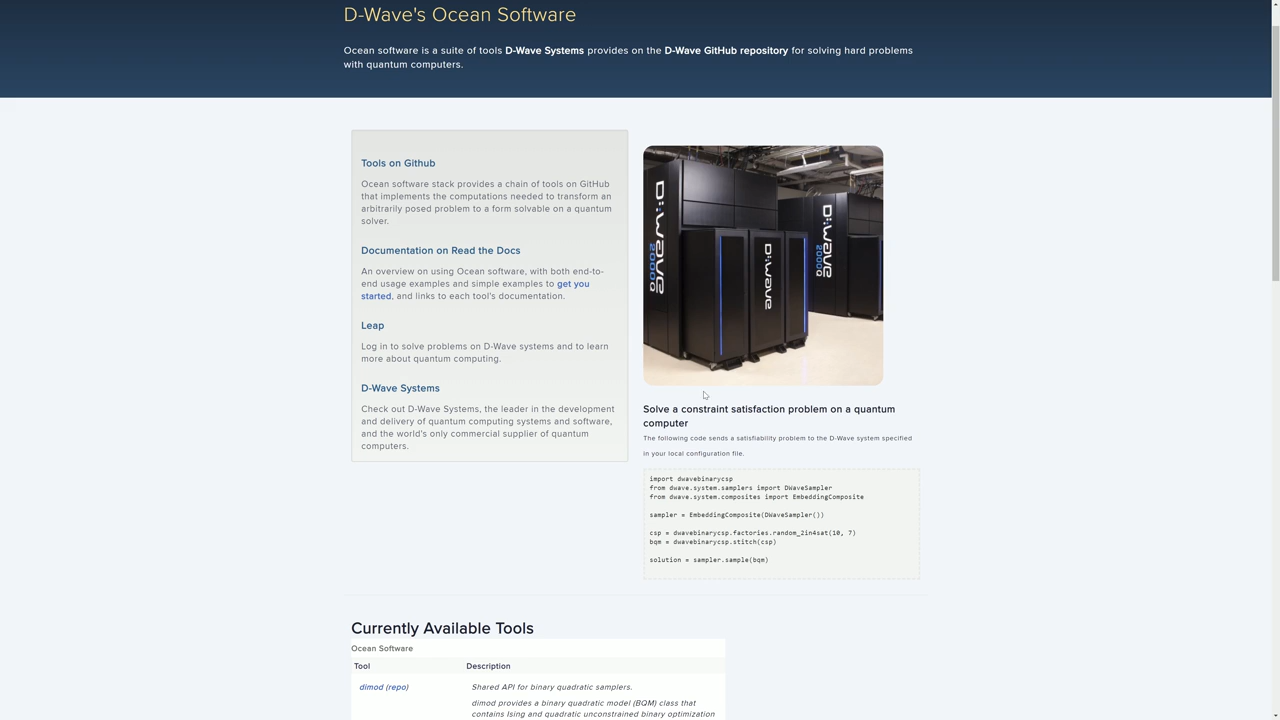 D-Wave's Ocean Software
Ocean software is a suite of tools D-Wave Systems provides on the D-Wave GitHub repository for solving hard problems
with quantum computers.
Tools on Github
Ocean software stack provides a chain of tools on GitHub
that implements the computations needed to transform an
arbitrarily posed problem to a form solvable on a quantum
solver.
Documentation on Read the Docs
An overview on using Ocean software, with both end-to-
end usage examples and simple examples to get you
started, and links to each tool's documentation.
Leap
Log in to solve problems on D-Wave systems and to learn
more about quantum computing.
D-Wave Systems
Check out D-Wave Systems, the leader in the development
and delivery of quantum computing systems and software,
and the world's only commercial supplier of quantum
computers.
D:Wave 2000Q
D:Wave
D:Wave 2000Q
Solve a constraint satisfaction problem on a quantum
computer
The following code sends a satisfiability problem to the D-Wave system specified
in your local configuration file.
import dwavebinarycsp
from dwave.system.samplers import DWaveSampler
from dwave.system.composites import EmbeddingComposite
sampler = EmbeddingComposite(DWaveSampler())
csp = dwavebinarycsp.factories.random_2in4sat(10, 7)
bqm = dwavebinarycsp.stitch(csp)
solution = sampler.sample(bqm)
Currently Available Tools
Ocean Software
Tool Description
dimod (repo) Shared API for binary quadratic samplers.
dimod provides a binary quadratic model (BQM) class that
contains Ising and quadratic unconstrained binary optimization